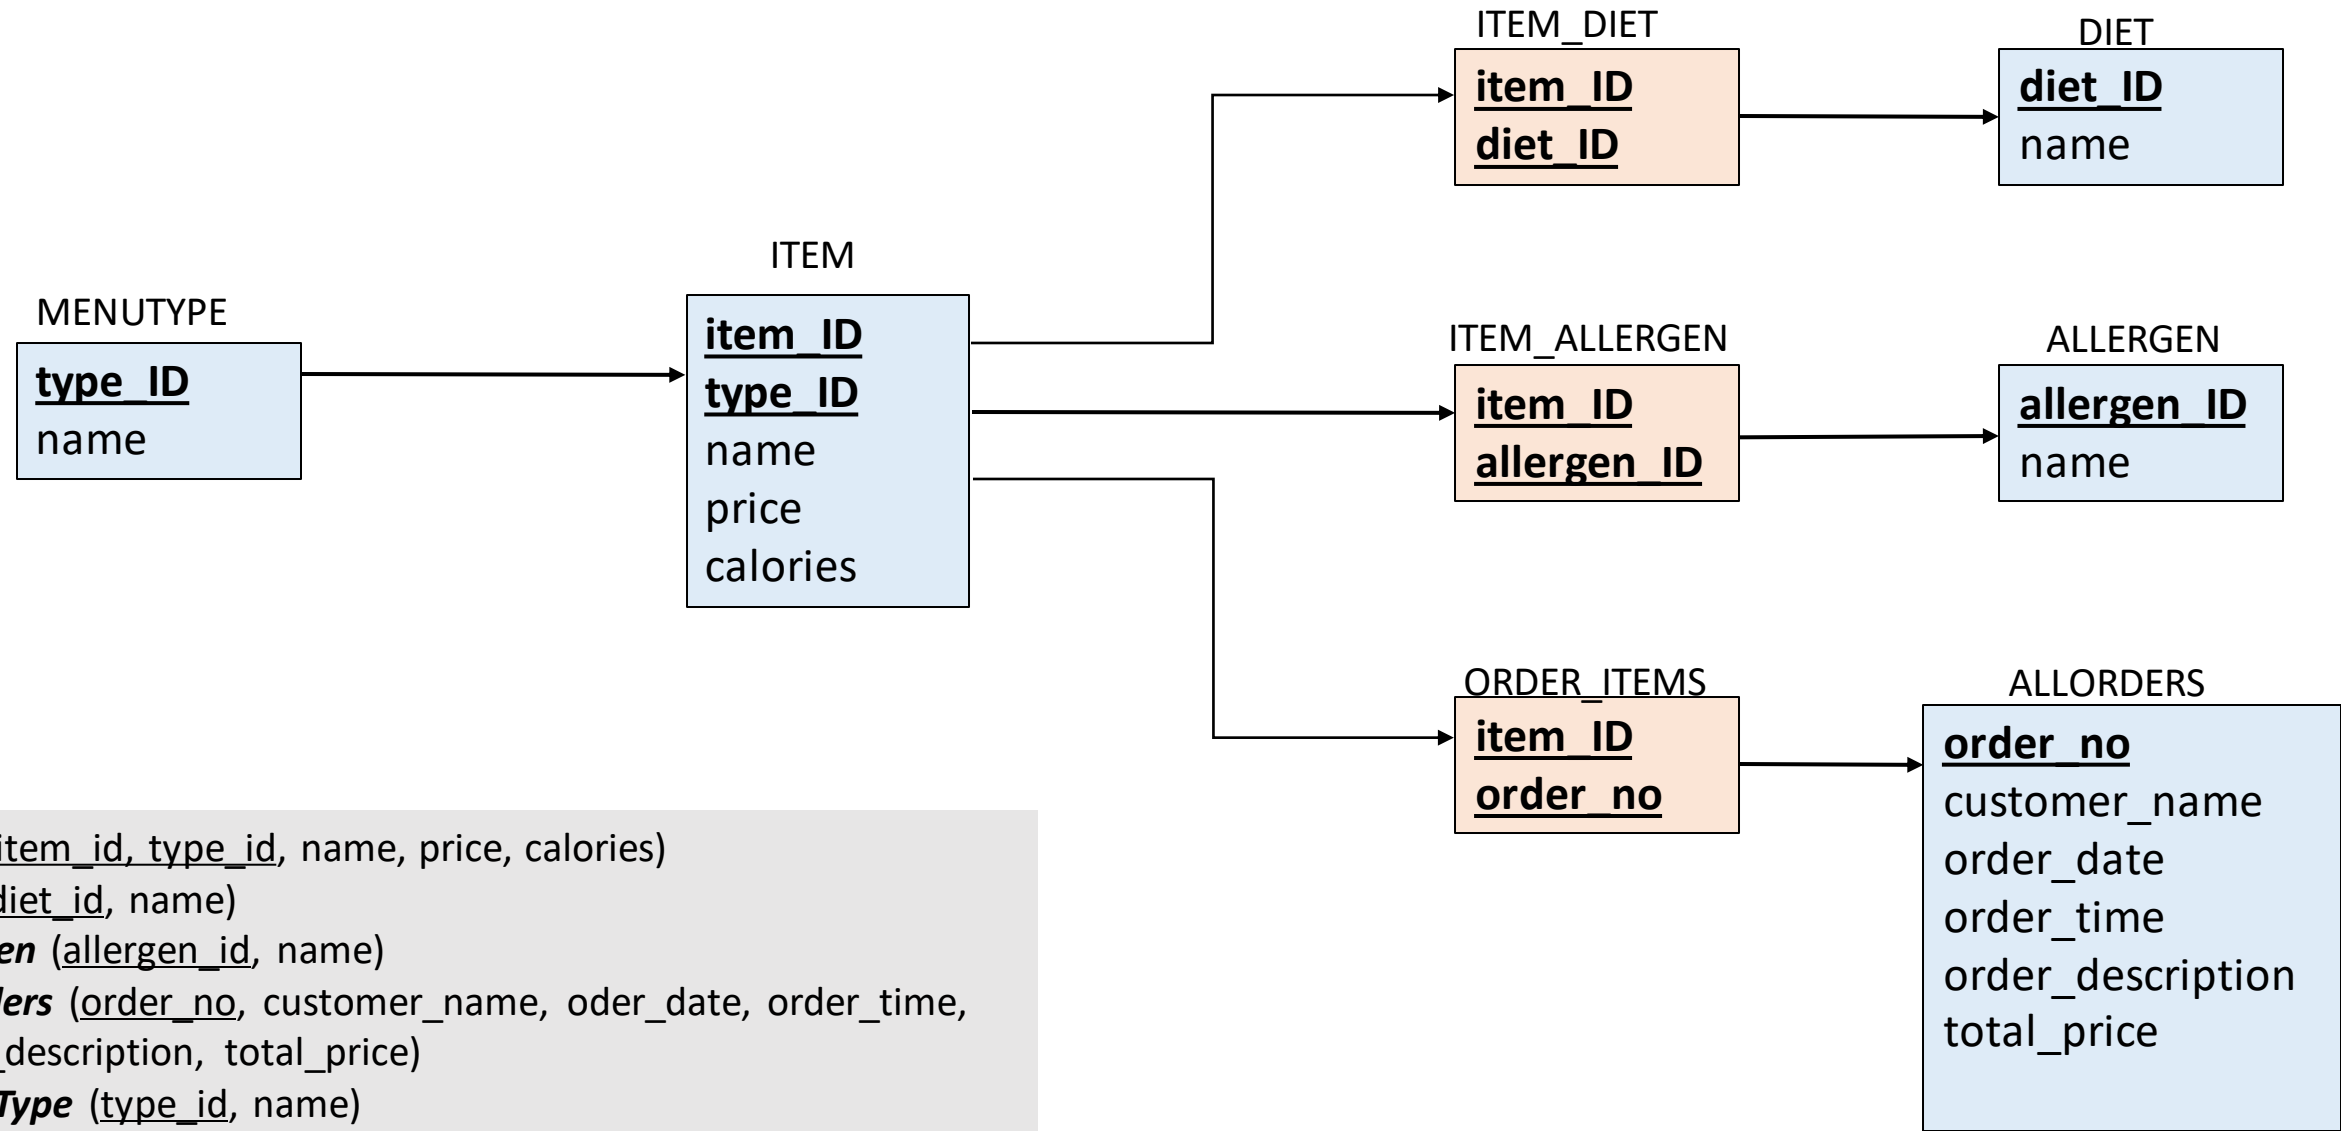 ITEM_DIET
item_ID
diet_ID
DIET
diet_ID
name
ITEM
item_ID
type_ID
name
price
calories
MENUTYPE
type_ID
name
ITEM_ALLERGEN
item_ID
allergen_ID
ALLERGEN
allergen_ID
name
ORDER_ITEMS
item_ID
order_no
ALLORDERS
order_no
customer_name
order_date
order_time
order_description
total_price
item_id, type_id, name, price, calories)
diet_id, name)
en (allergen_id, name)
ders (order_no, customer_name, oder_date, order_time,
_description, total_price)
Type (type_id, name)